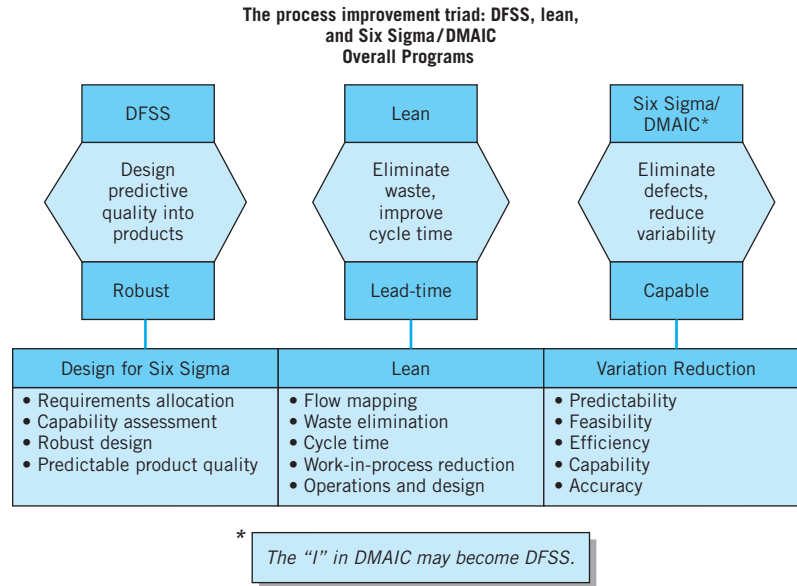 The process improvement triad: DFSS, lean,
and Six Sigma/DMAIC
Overall Programs
DFSS
Design
predictive
quality into
products
Robust
Lean
Eliminate
waste,
improve
cycle time
Lead-time
Six Sigma/
DMAIC*
Eliminate
defects,
reduce
variability
Capable
Design for Six Sigma
• Requirements allocation
• Capability assessment
• Robust design
• Predictable product quality
Lean
• Flow mapping
• Waste elimination
• Cycle time
• Work-in-process reduction
• Operations and design
Variation Reduction
• Predictability
• Feasibility
• Efficiency
• Capability
• Accuracy
* The “I” in DMAIC may become DFSS.